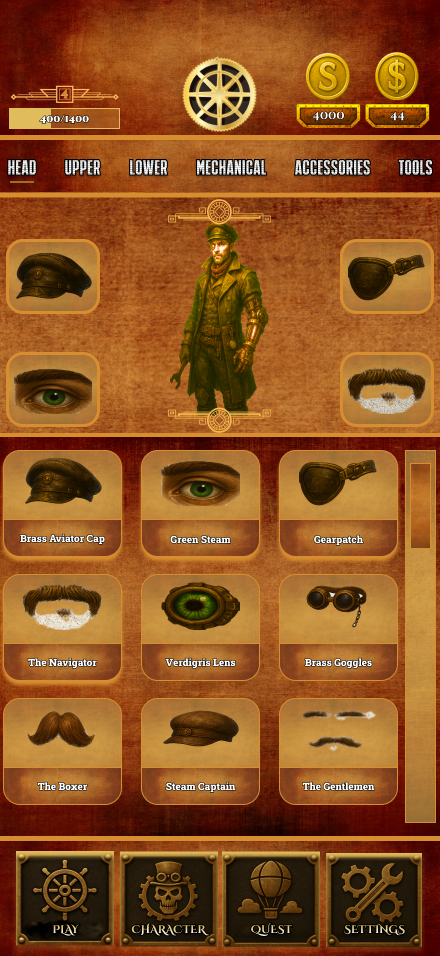 4
400/1400
S
$
4000
44
HEAD UPPER LOWER MECHANICAL ACCESSORIES TOOLS
Brass Aviator Cap
Green Steam
Gearpatch
The Navigator
Verdigris Lens
Brass Goggles
The Boxer
Steam Captain
The Gentlemen
PLAY
CHARACTER
QUEST
SETTINGS